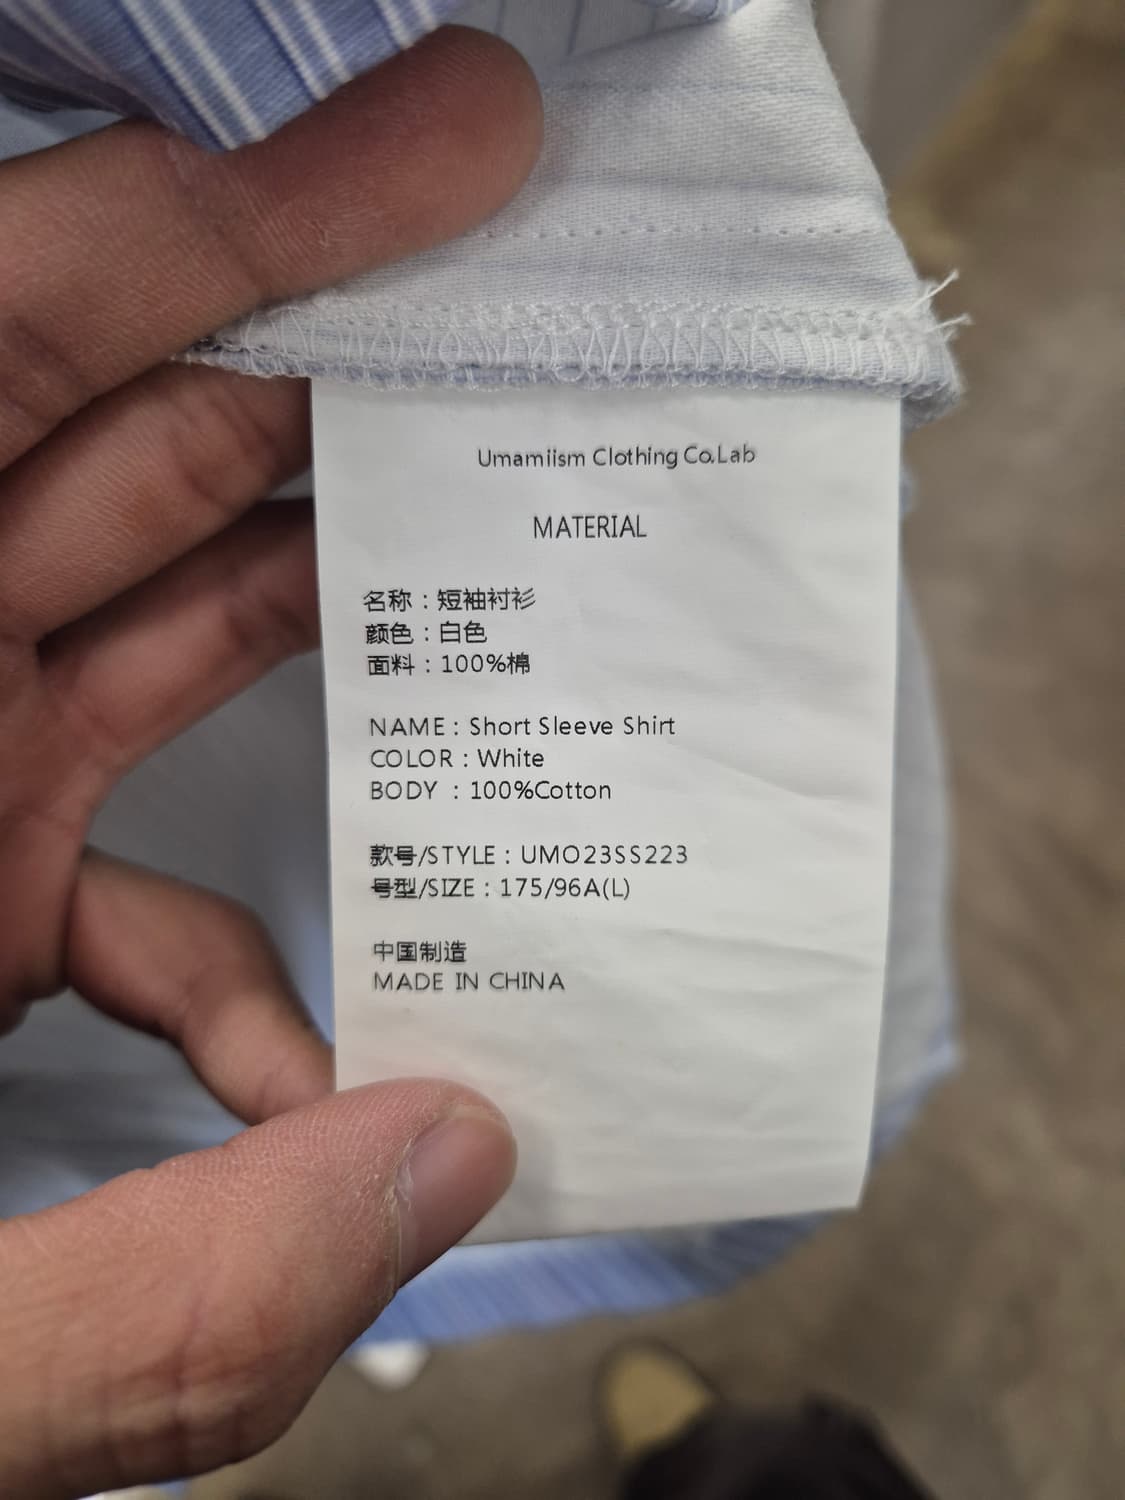 Umamiism Clothing Co.Lab
MATERIAL
名称：短袖衬衫
颜色：白色
面料：100%棉
NAME : Short Sleeve Shirt
COLOR : White
BODY : 100%Cotton
款号/STYLE : UMO23SS223
号型/SIZE : 175/96A(L)
中国制造
MADE IN CHINA